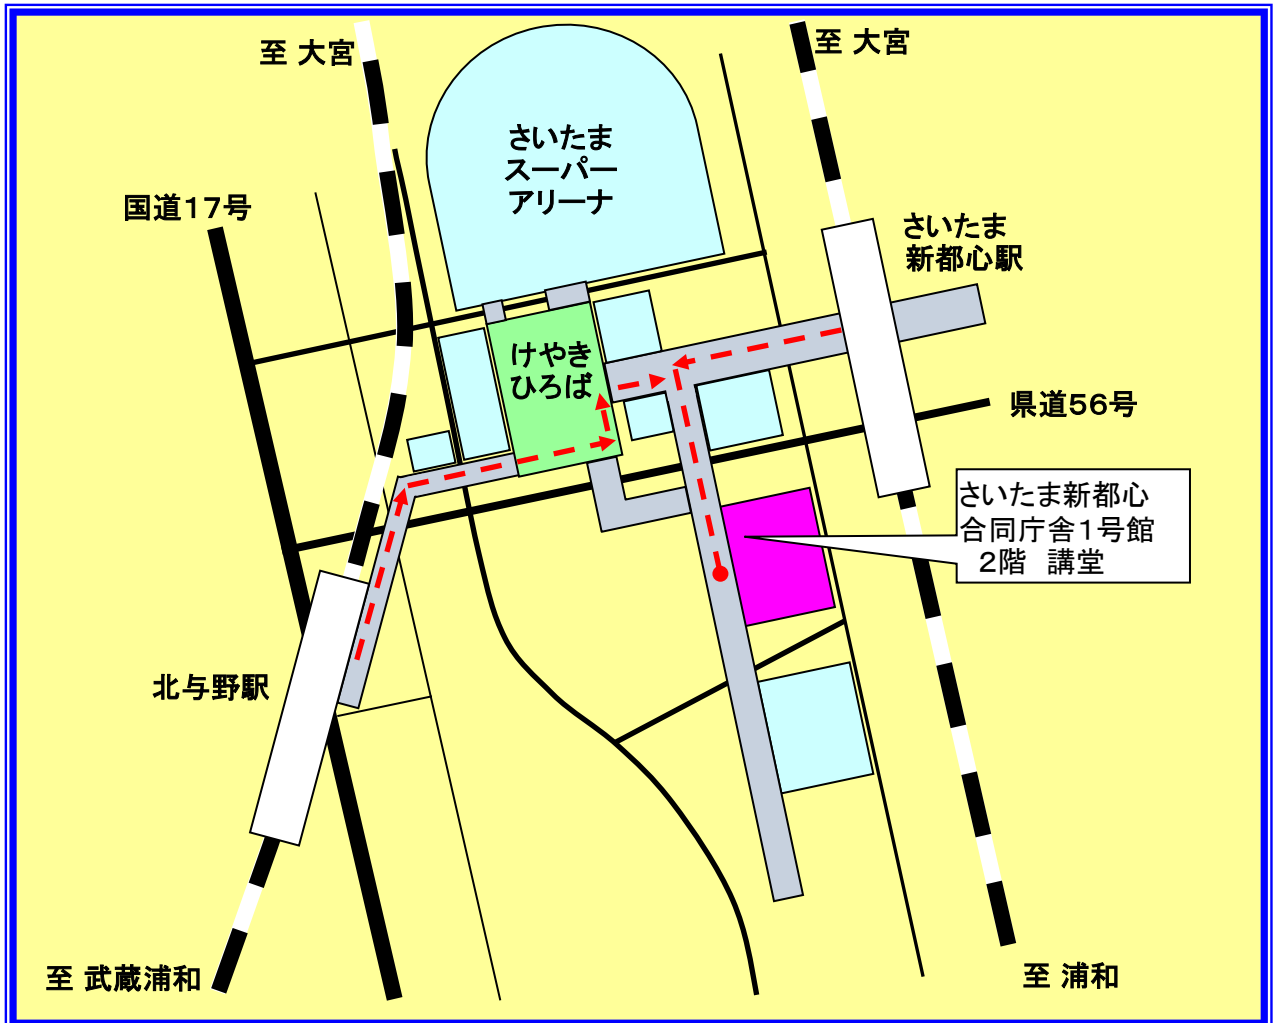 至 大宮
至 大宮
さいたま
スーパー
アリーナ
国道17号
さいたま
新都心駅
けやき
ひろば
県道56号
さいたま新都心
合同庁舎1号館
2階　講堂
北与野駅
至 武蔵浦和
至 浦和